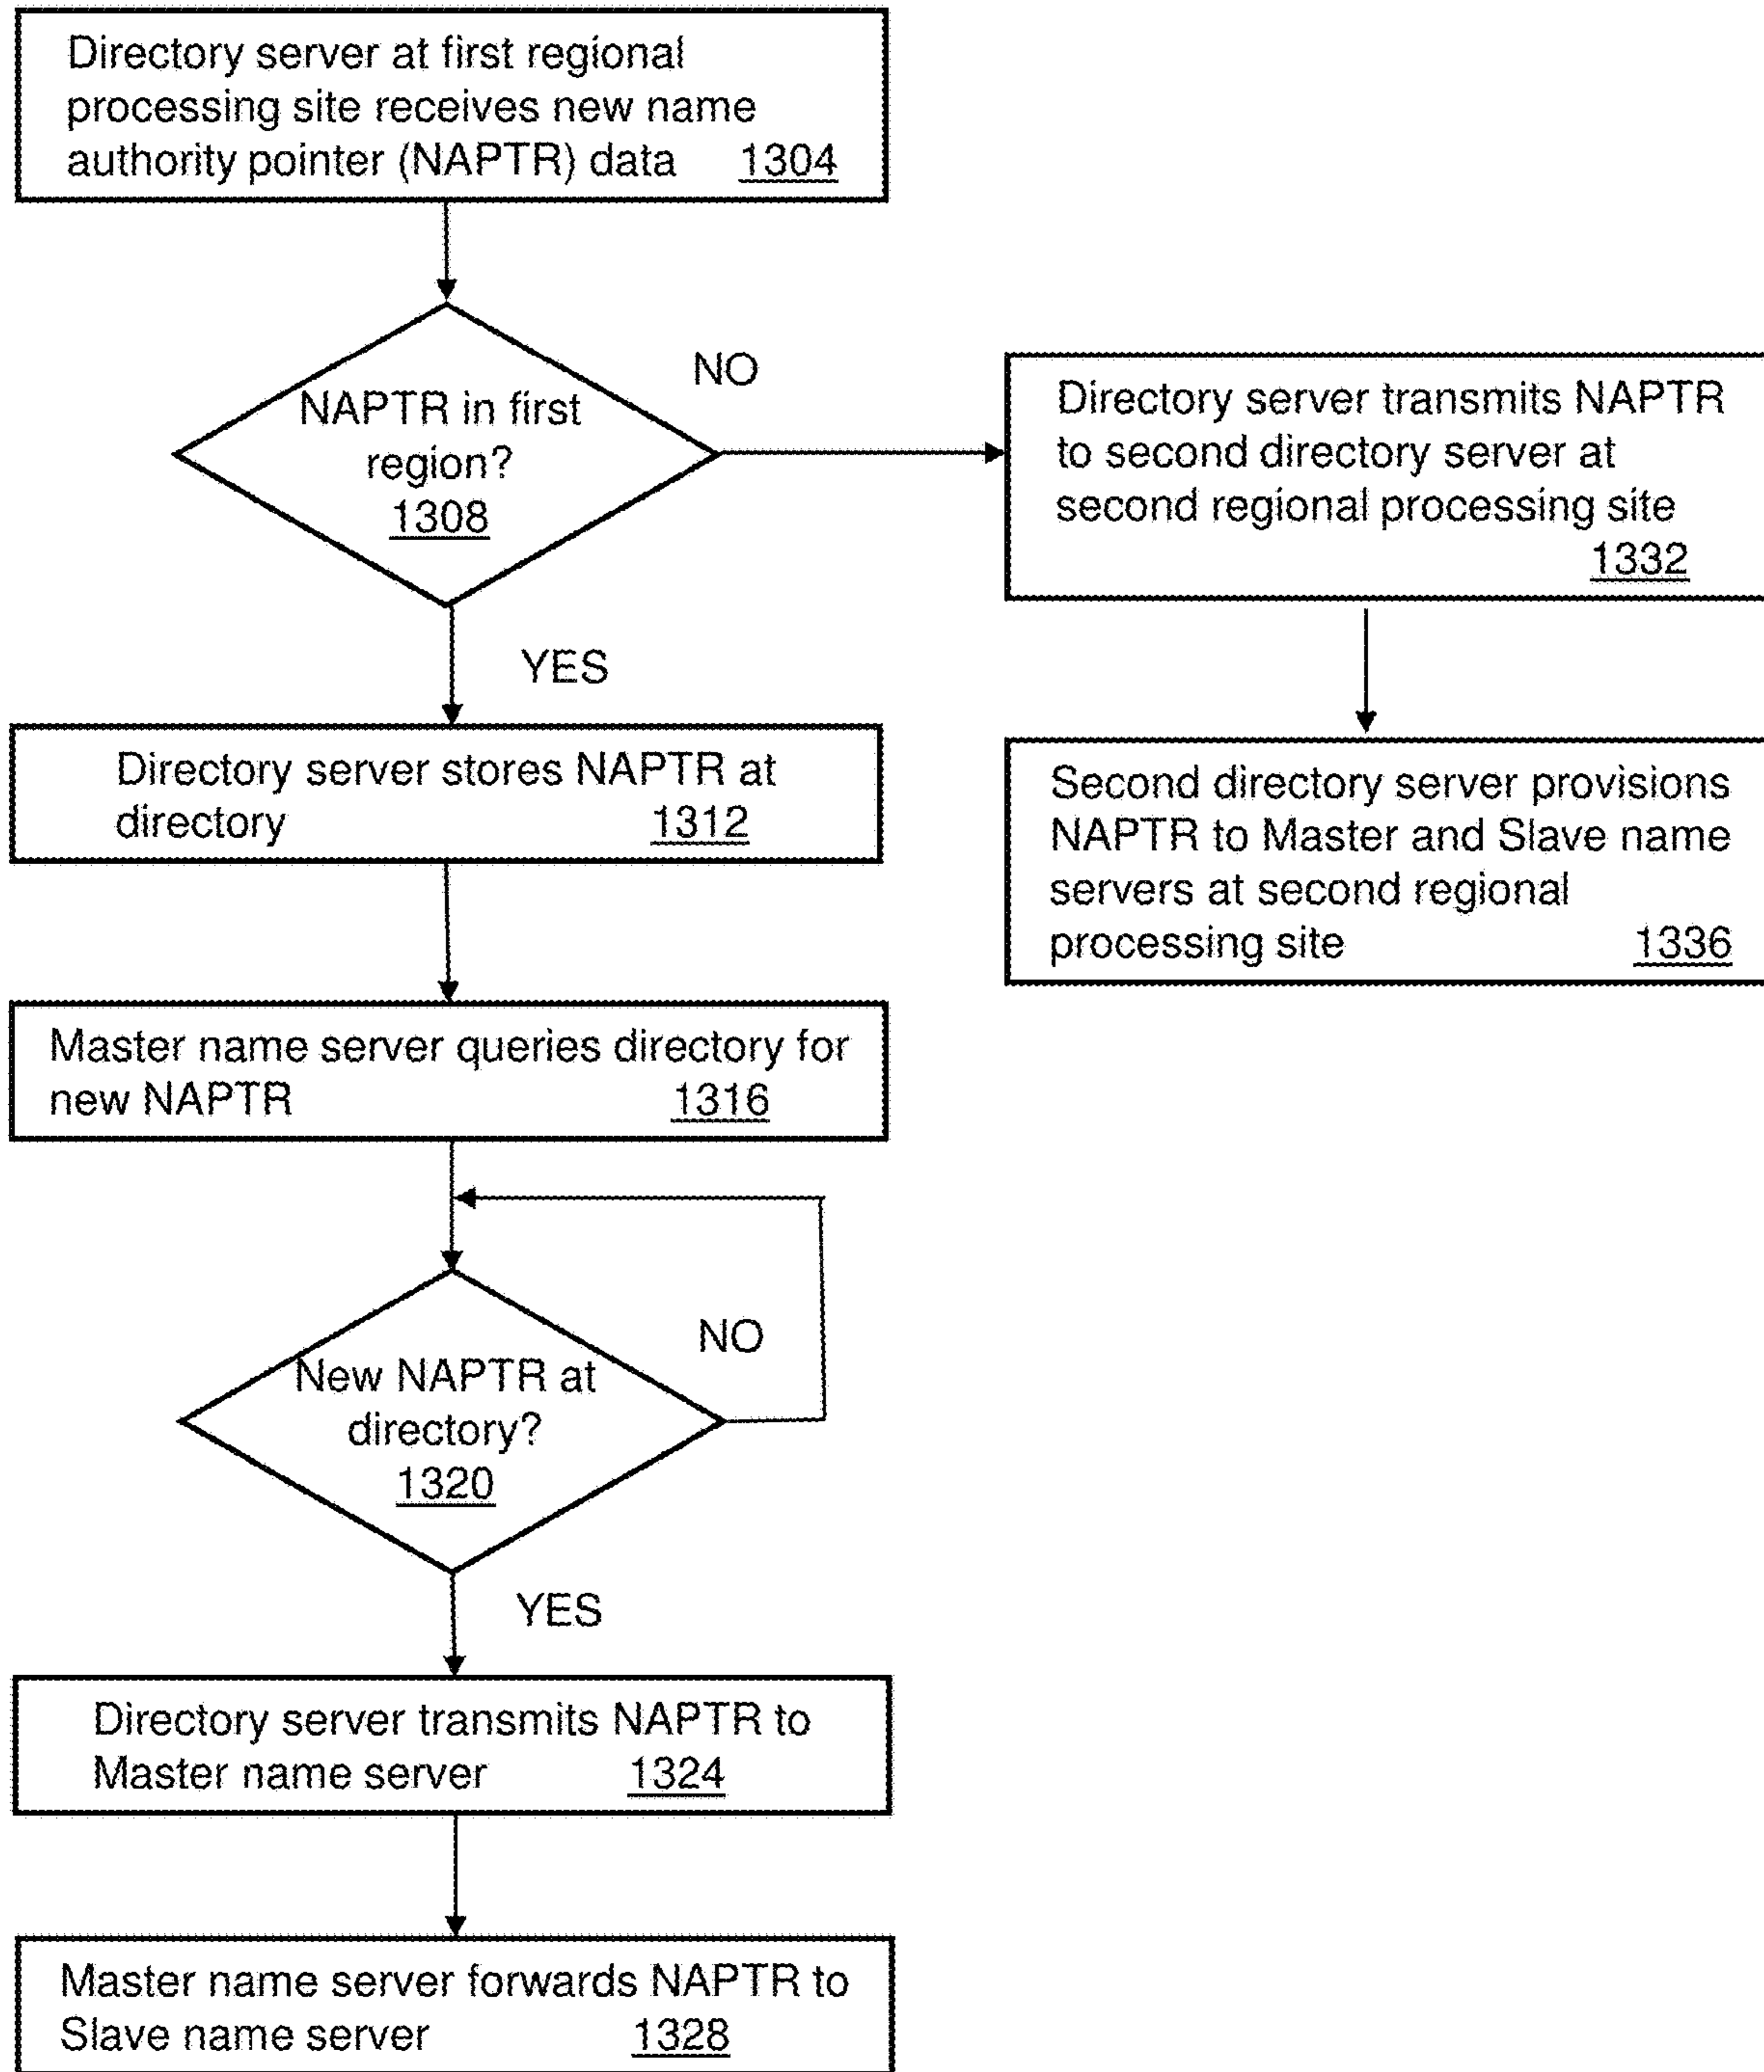 Directory server at first regional
processing site receives new name
authority pointer (NAPTR) data 1304
NO
NAPTR in first
region?
1308
Directory server transmits NAPTR
to second directory server at
second regional processing site
1332
YES
Directory server stores NAPTR at
directory 1312
Second directory server provisions
NAPTR to Master and Slave name
servers at second regional
processing site 1336
Master name server queries directory for
new NAPTR 1316
NO
New NAPTR at
directory?
1320
YES
Directory server transmits NAPTR to
Master name server 1324
Master name server forwards NAPTR to
Slave name server 1328